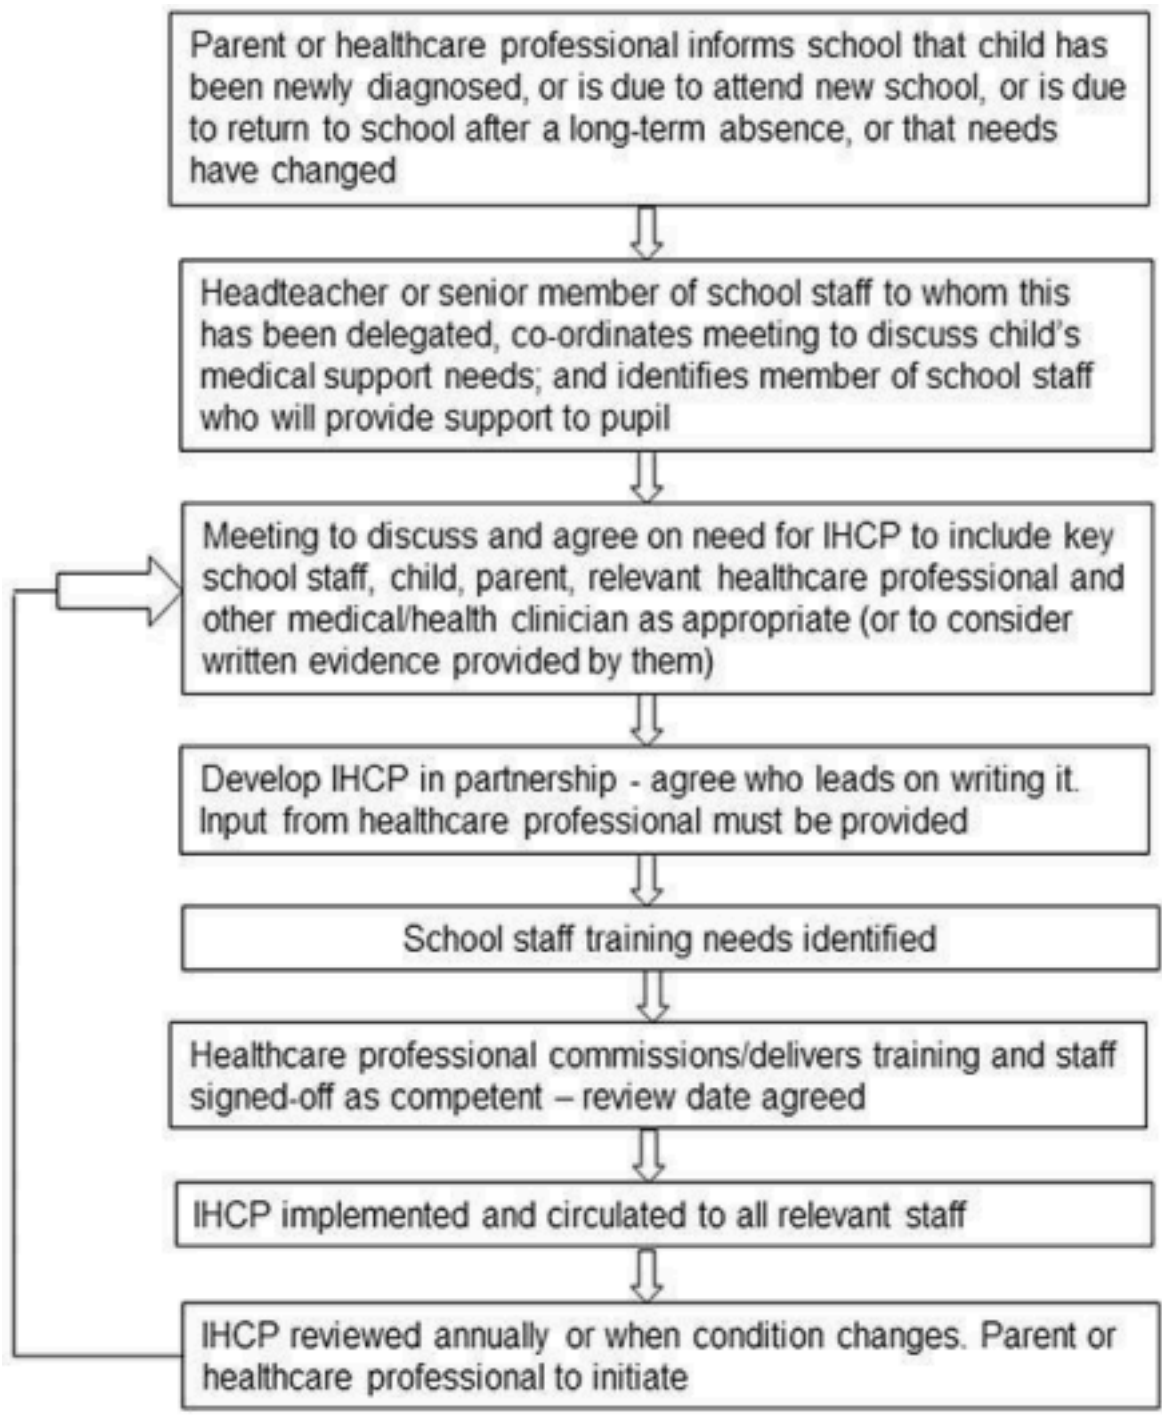 Parent or healthcare professional informs school that child has
been newly diagnosed, or is due to attend new school, or is due
to return to school after a long-term absence, or that needs
have changed
Headteacher or senior member of school staff to whom this
has been delegated, co-ordinates meeting to discuss child's
medical support needs; and identifies member of school staff
who will provide support to pupil
Meeting to discuss and agree on need for IHCP to include key
school staff, child, parent, relevant healthcare professional and
other medical/health clinician as appropriate (or to consider
written evidence provided by them)
Develop IHCP in partnership - agree who leads on writing it.
Input from healthcare professional must be provided
School staff training needs identified
Healthcare professional commissions/delivers training and staff
signed-off as competent – review date agreed
IHCP implemented and circulated to all relevant staff
IHCP reviewed annually or when condition changes. Parent or
healthcare professional to initiate